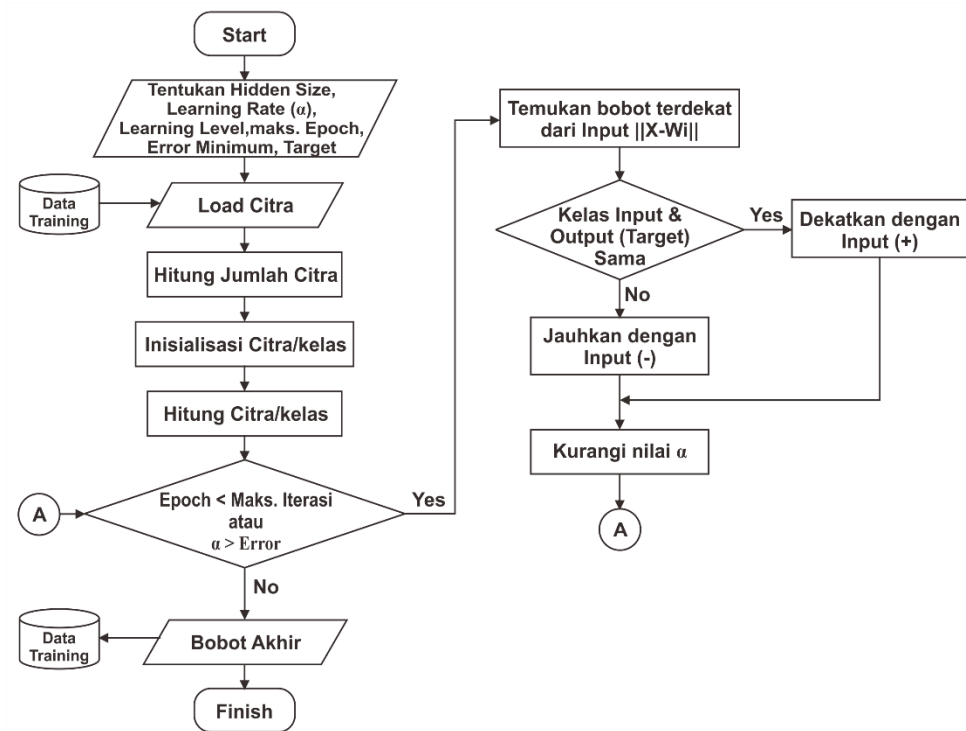 Start
Tentukan Hidden Size,
Learning Rate (α),
Learning Level,maks. Epoch,
Error Minimum, Target
Data
Training
Load Citra
Hitung Jumlah Citra
Inisialisasi Citra/kelas
Hitung Citra/kelas
A
Epoch < Maks. Iterasi
atau
α > Error
Yes
No
Data
Training
Bobot Akhir
Finish
Temukan bobot terdekat
dari Input ||X-Wi||
Kelas Input &
Output (Target)
Sama
Yes
Dekatkan dengan
Input (+)
No
Jauhkan dengan
Input (-)
Kurangi nilai α
A